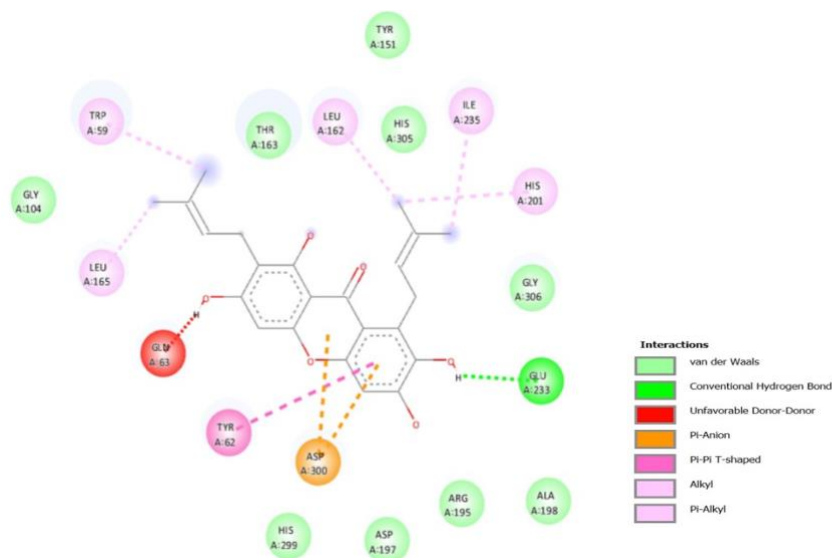 TYR
A:151
TRP
A:59
THR
A:163
LEU
A:162
HIS
A:305
ILE
A:235
GLY
A:104
HIS
A:201
LEU
A:165
O
O
GLY
A:306
H
O
A:63
O
O
H
GLU
A:233
O
TYR
A:62
ASP
A:300
HIS
A:299
ASP
A:197
ARG
A:195
ALA
A:198
Interactions
van der Waals
Conventional Hydrogen Bond
Unfavorable Donor-Donor
Pi-Anion
Pi-Pi T-shaped
Alkyl
Pi-Alkyl